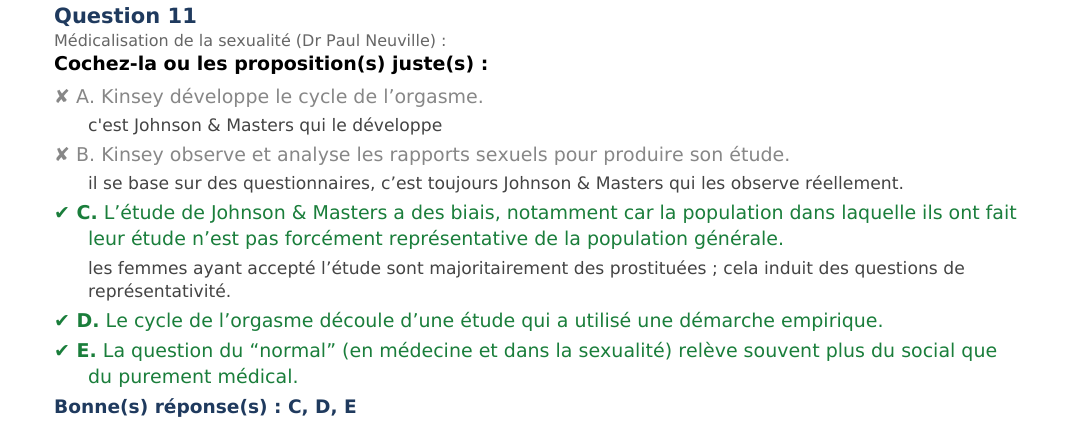 Question 11
Médicalisation de la sexualité (Dr Paul Neuville) :
Cochez-la ou les proposition(s) juste(s) :
✘ A. Kinsey développe le cycle de l’orgasme.
c'est Johnson & Masters qui le développe
✘ B. Kinsey observe et analyse les rapports sexuels pour produire son étude.
il se base sur des questionnaires, c’est toujours Johnson & Masters qui les observe réellement.
✔ C. L’étude de Johnson & Masters a des biais, notamment car la population dans laquelle ils ont fait
leur étude n’est pas forcément représentative de la population générale.
les femmes ayant accepté l’étude sont majoritairement des prostituées ; cela induit des questions de
représentativité.
✔ D. Le cycle de l’orgasme découle d’une étude qui a utilisé une démarche empirique.
✔ E. La question du “normal” (en médecine et dans la sexualité) relève souvent plus du social que
du purement médical.
Bonne(s) réponse(s) : C, D, E